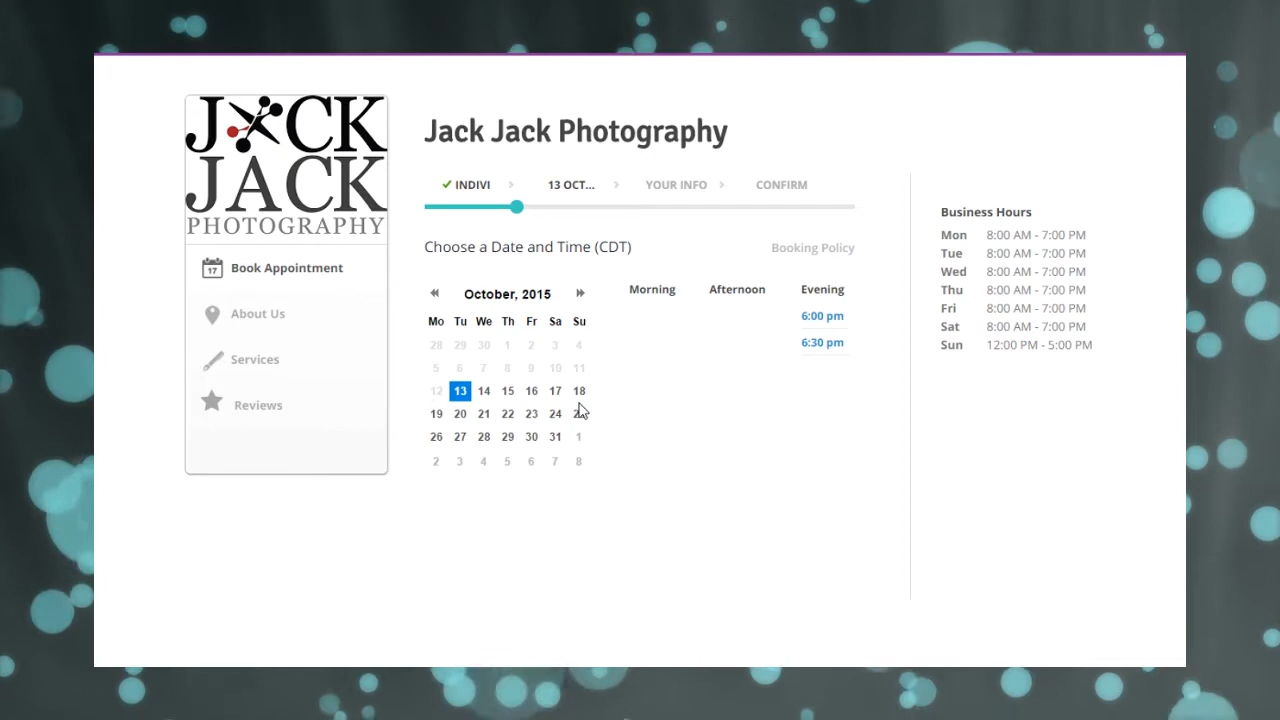 JACK
JACK
PHOTOGRAPHY
17
Book Appointment
About Us
Services
Reviews
Jack Jack Photography
INDIVI
13 OCT...
YOUR INFO
CONFIRM
Choose a Date and Time (CDT)
Booking Policy
October, 2015
Mo Tu We Th Fr Sa Su
28 29 30 1 2 3 4
5 6 7 8 9 10 11
12 13 14 15 16 17 18
19 20 21 22 23 24
26 27 28 29 30 31 1
2 3 4 5 6 7 8
Morning Afternoon Evening
6:00 pm
6:30 pm
Business Hours
Mon 8:00 AM - 7:00 PM
Tue 8:00 AM - 7:00 PM
Wed 8:00 AM - 7:00 PM
Thu 8:00 AM - 7:00 PM
Fri 8:00 AM - 7:00 PM
Sat 8:00 AM - 7:00 PM
Sun 12:00 PM - 5:00 PM